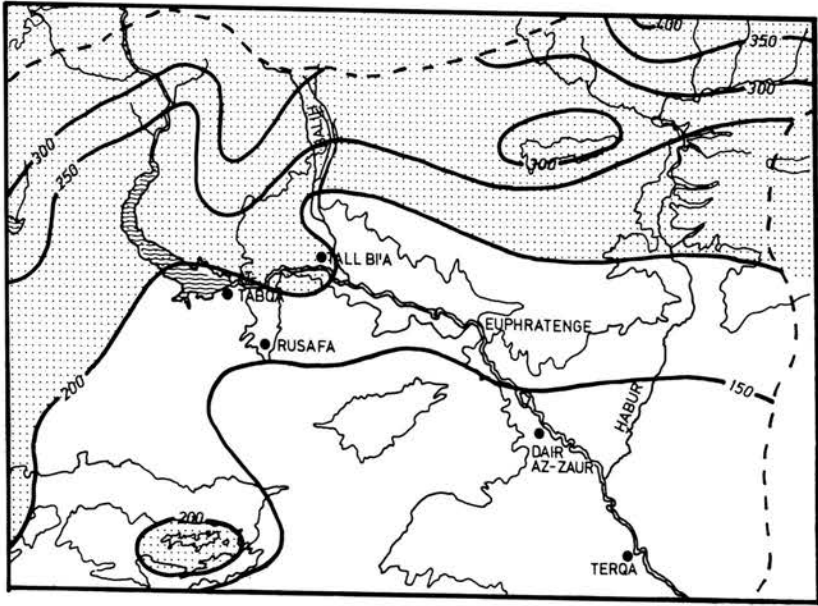 400
350
300
300
250
BALIH
300
TALL BI'A
TABQA
EUPHRATENGE
RUSAFA
200
150
HABUR
DAIR
AZ-ZAUR
200
TERQA